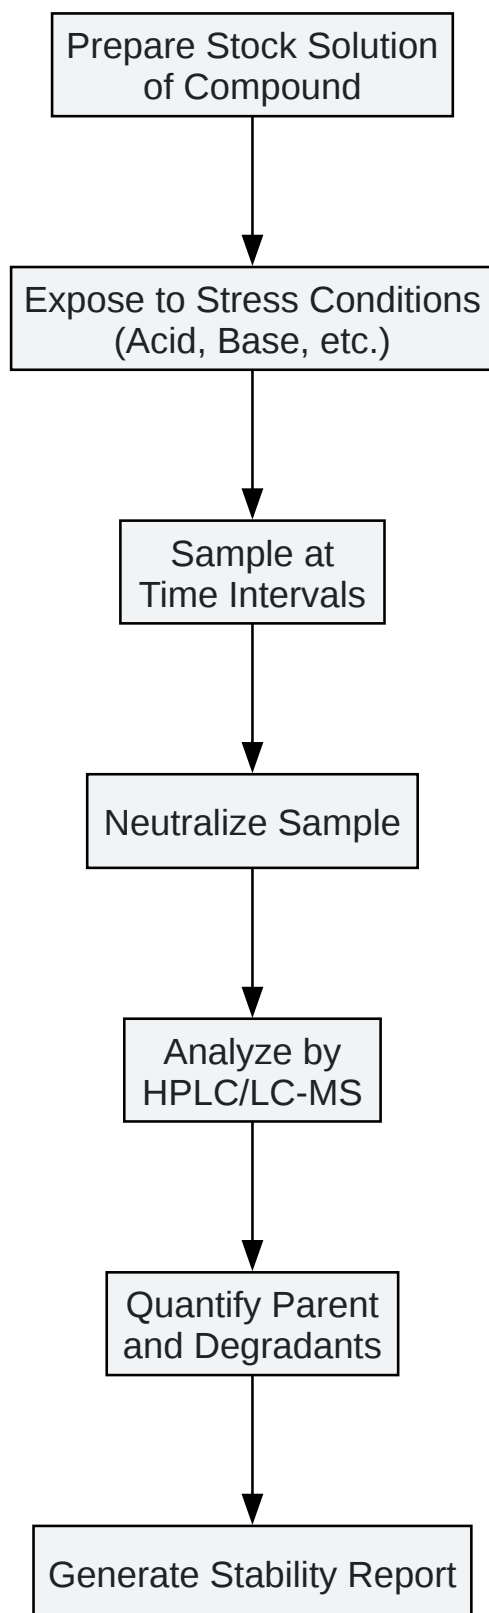 Prepare Stock Solution
of Compound
Expose to Stress Conditions
(Acid, Base, etc.)
Sample at
Time Intervals
Neutralize Sample
Analyze by
HPLC/LC-MS
Quantify Parent
and Degradants
Generate Stability Report